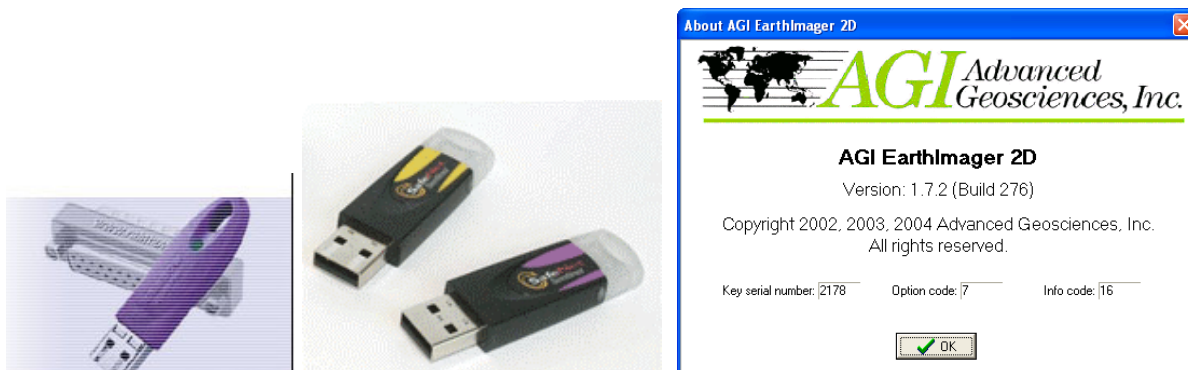 SafeNet
SafeNet
About AGI EarthImager 2D
AGI Advanced
Geosciences, Inc.
AGI EarthImager 2D
Version: 1.7.2 (Build 276)
Copyright 2002, 2003, 2004 Advanced Geosciences, Inc.
All rights reserved.
Key serial number: 2178 Option code: 7 Info code: 16
OK